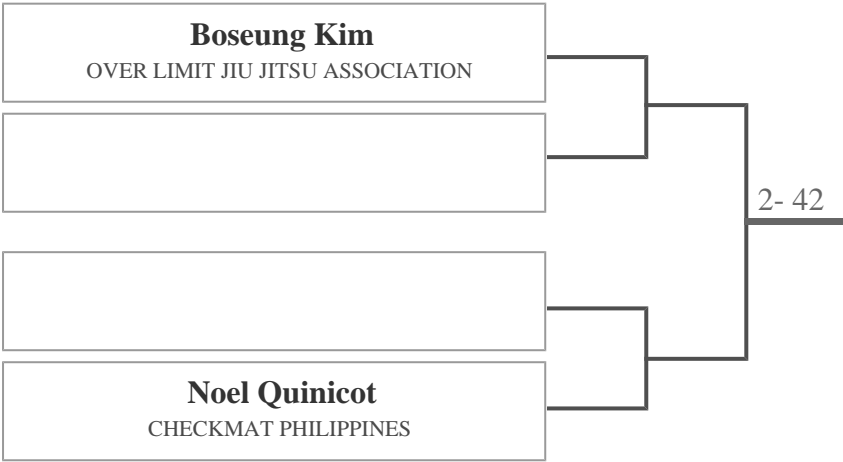 Boseung Kim
OVER LIMIT JIU JITSU ASSOCIATION
2- 42
Noel Quinicot
CHECKMAT PHILIPPINES